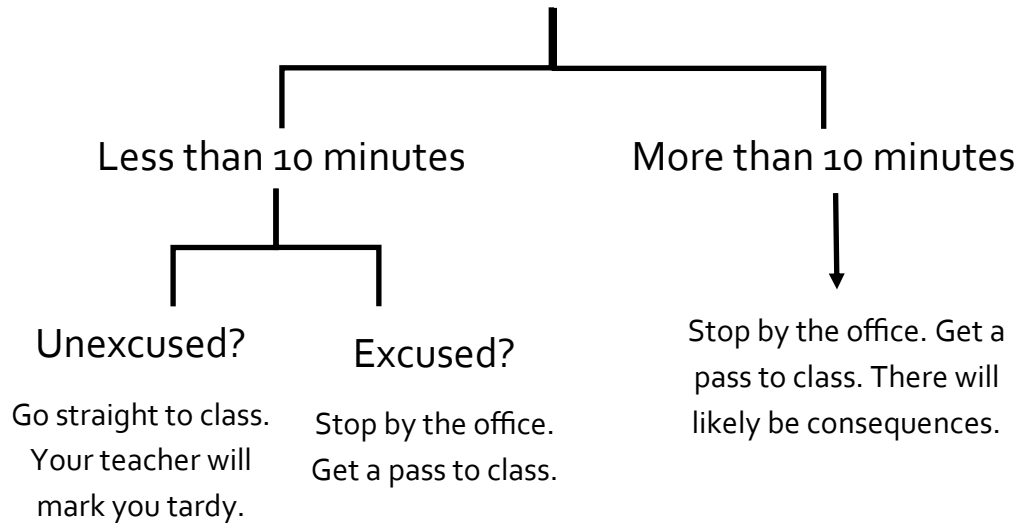 Less than 10 minutes
More than 10 minutes
Unexcused?
Go straight to class.
Your teacher will
mark you tardy.
Excused?
Stop by the office.
Get a pass to class.
Stop by the office. Get a
pass to class. There will
likely be consequences.